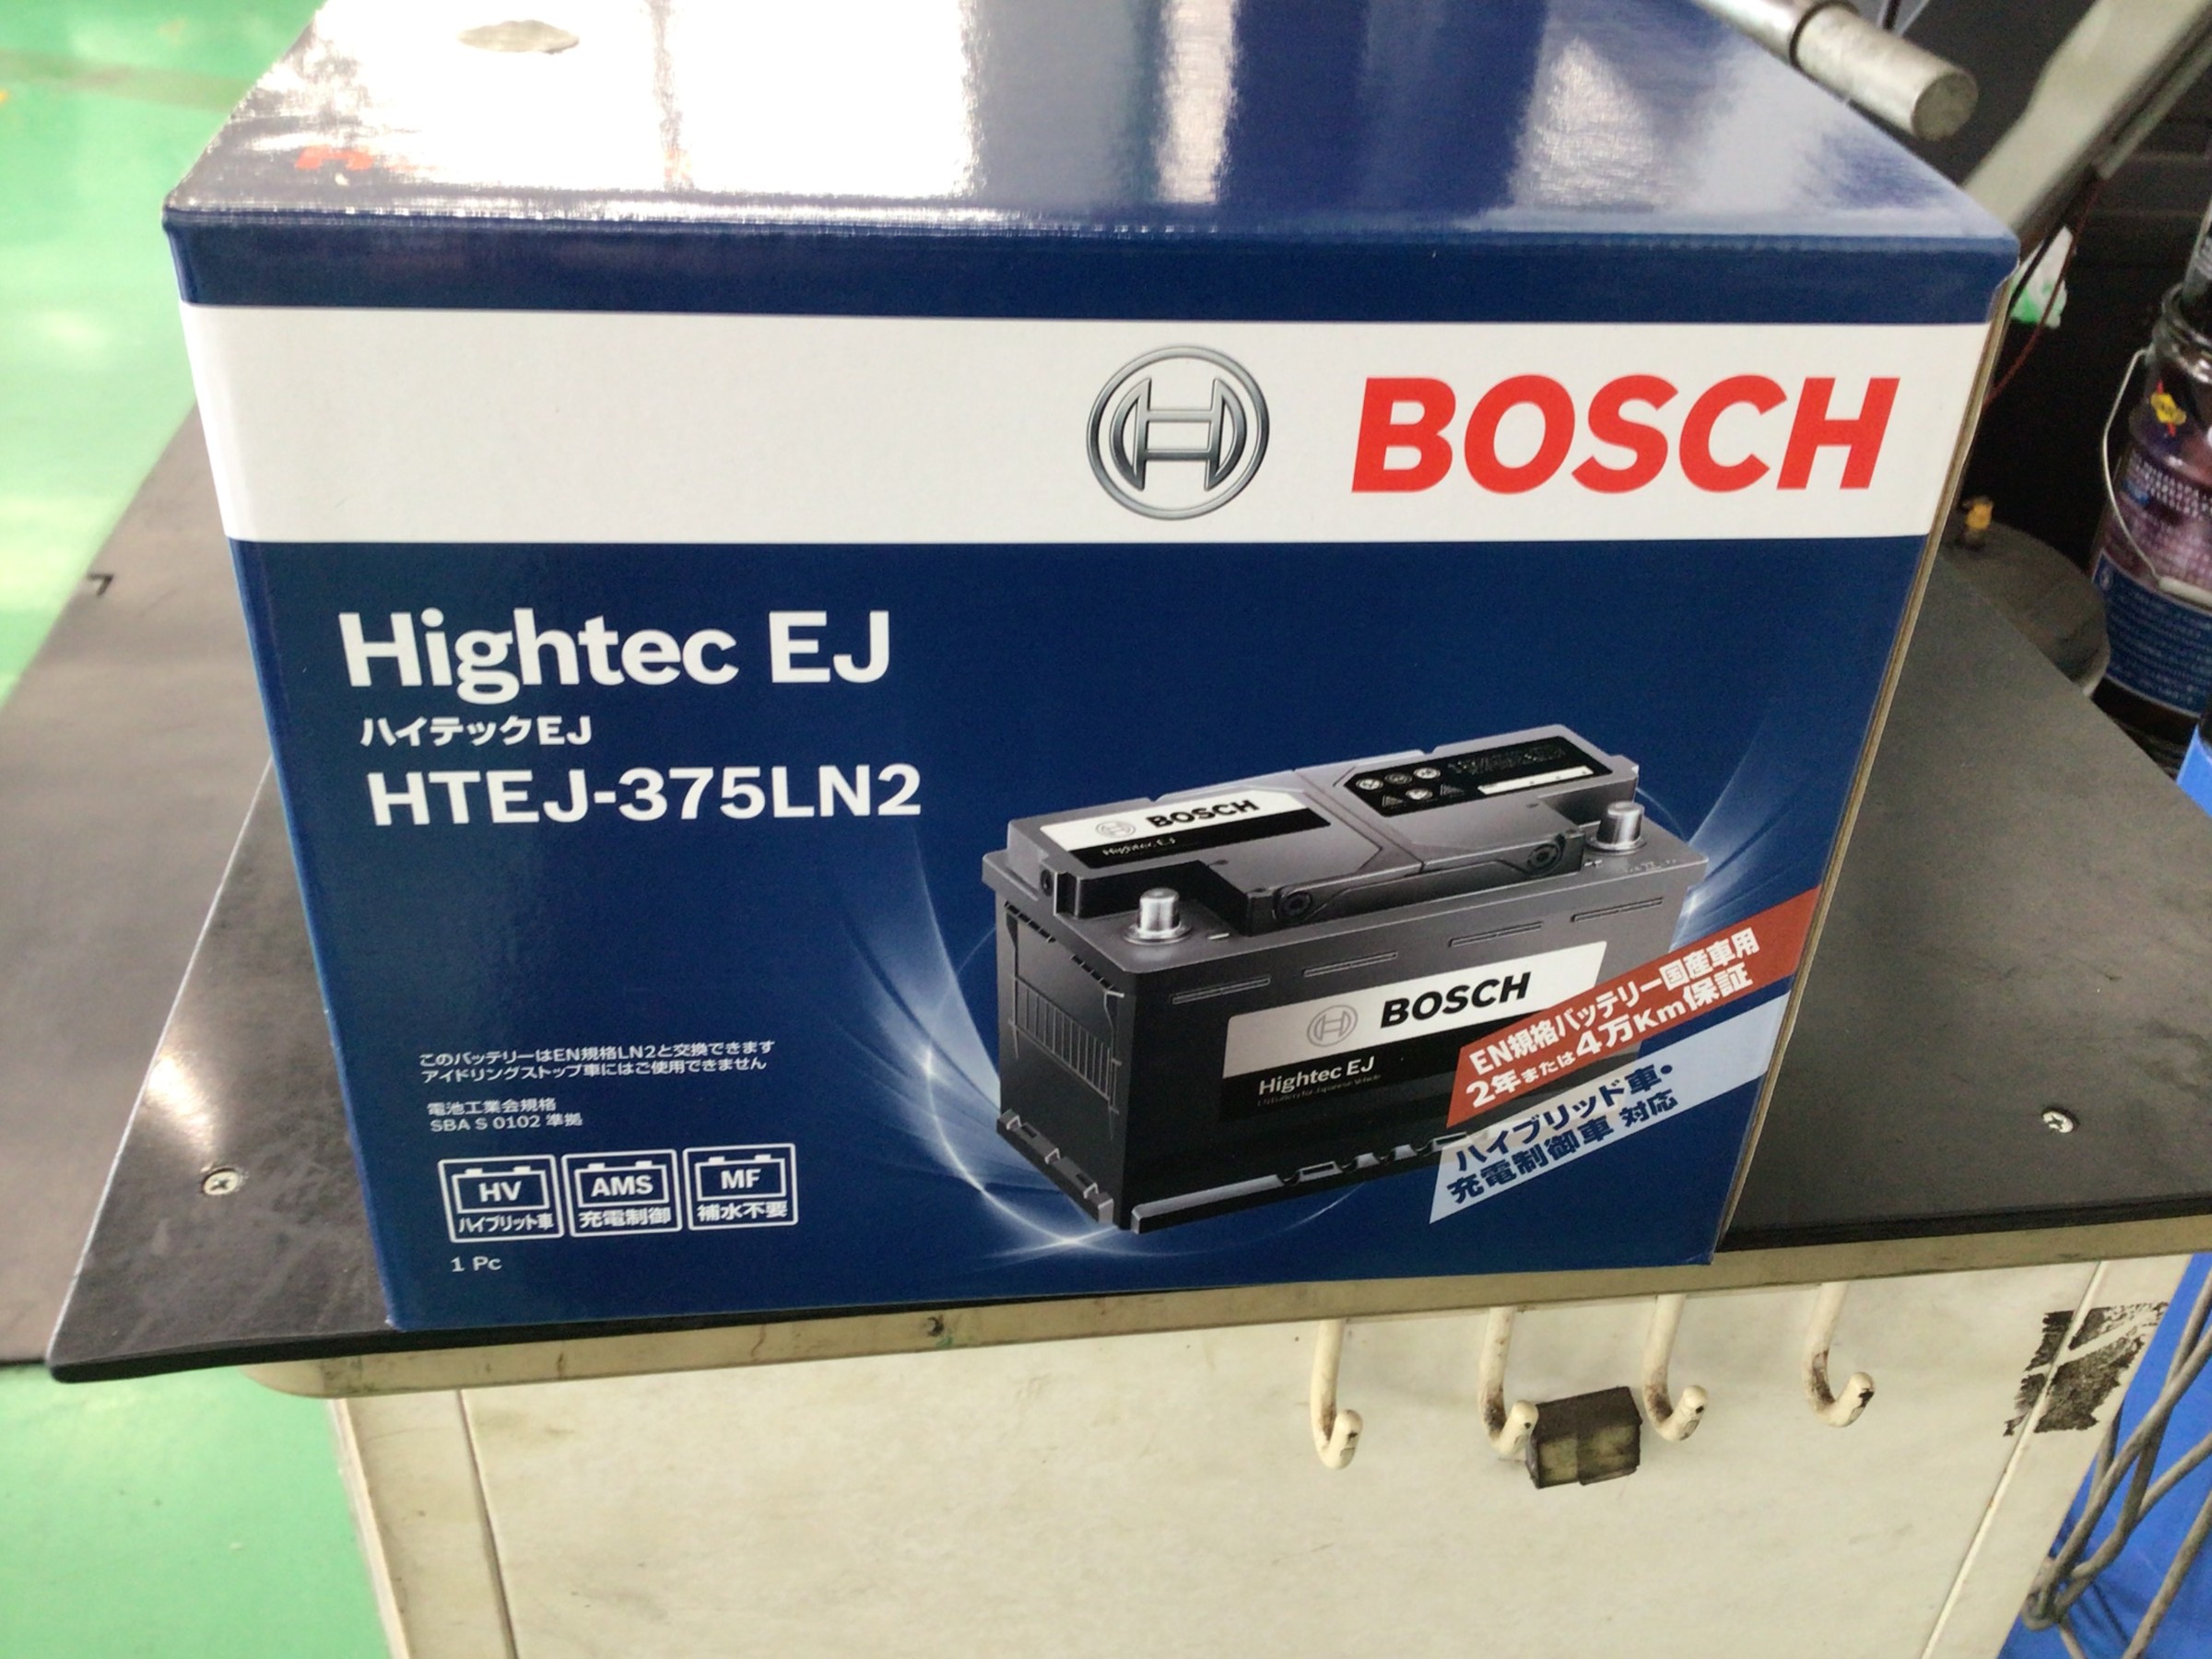 BOSCH
Hightec EJ
ハイテックEJ
HTEJ-375LN2
BOSCH
Hightec EJ
BOSCH
Hightec EJ
EN規格バッテリー国産車用
2年または4万Km保証
ハイブリッド車・
充電制御車 対応
このバッテリーはEN規格LN2と交換できます
アイドリングストップ車にはご使用できません
電池工業会規格
SBA S 0102 準拠
HV
ハイブリット車
AMS
充電制御
MF
補水不要
1 Pc